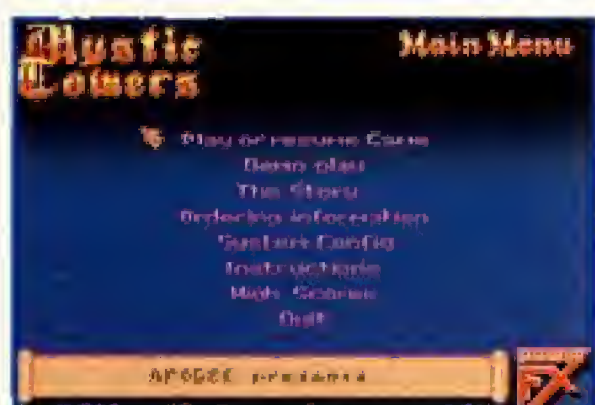 Mystic
Towers
Main Menu
Play or resume Game
Demo play
The Story
Ordering information
System Config
Instructions
High Scores
Quit
APOGEE presents
FX